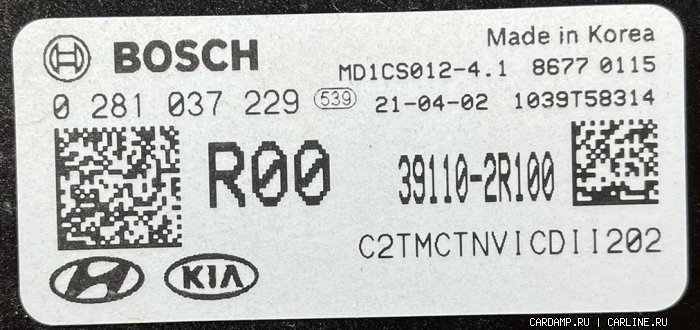 BOSCH
Made in Korea
MD1CS012-4.1 8677 0115
0 281 037 229 539 21-04-02 1039T58314
R00 39110-2R100
C2TMCTNVICDII202
KIA
CARDAMP.RU | CARLINE.RU